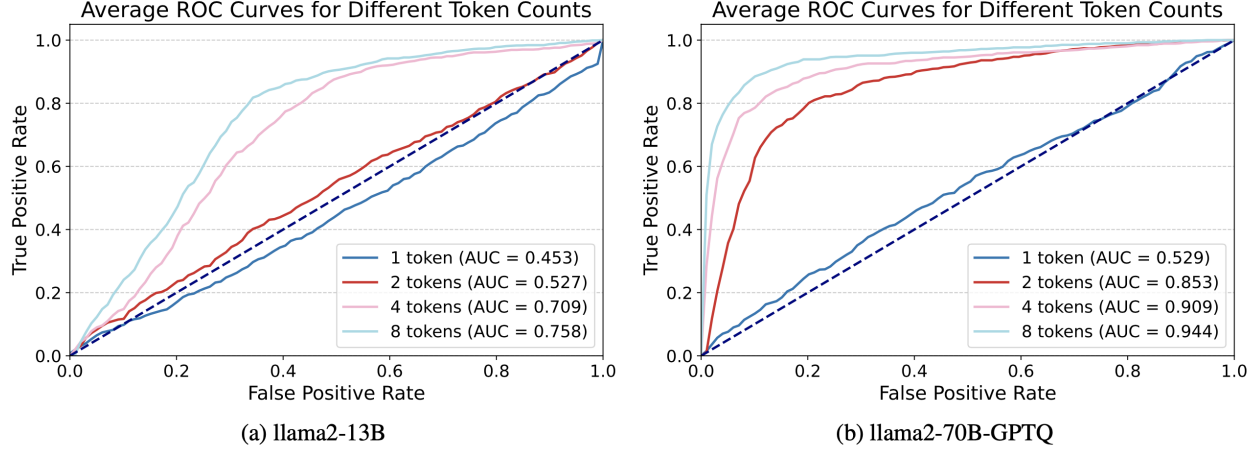 Average ROC Curves for Different Token Counts
True Positive Rate
1.0
0.8
0.6
0.4
0.2
0.0
1 token (AUC = 0.453)
2 tokens (AUC = 0.527)
4 tokens (AUC = 0.709)
8 tokens (AUC = 0.758)
0.0 0.2 0.4 0.6 0.8 1.0
False Positive Rate
(a) llama2-13B
Average ROC Curves for Different Token Counts
True Positive Rate
1.0
0.8
0.6
0.4
0.2
0.0
1 token (AUC = 0.529)
2 tokens (AUC = 0.853)
4 tokens (AUC = 0.909)
8 tokens (AUC = 0.944)
0.0 0.2 0.4 0.6 0.8 1.0
False Positive Rate
(b) llama2-70B-GPTQ